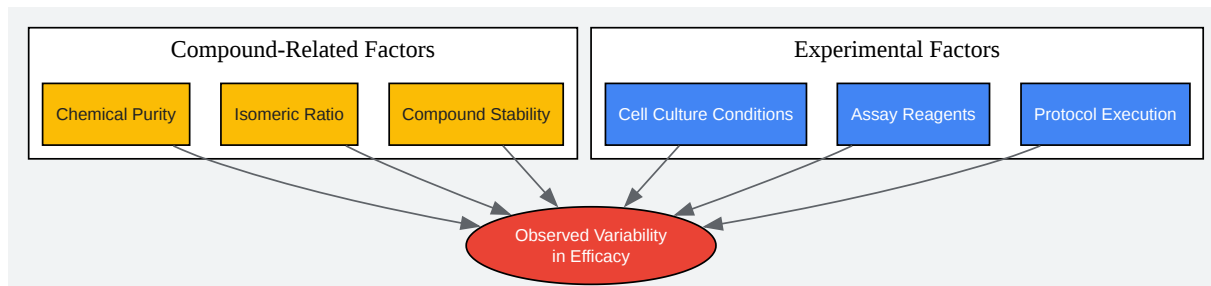 Compound-Related Factors
Experimental Factors
Chemical Purity
Isomeric Ratio
Compound Stability
Cell Culture Conditions
Assay Reagents
Protocol Execution
Observed Variability
in Efficacy